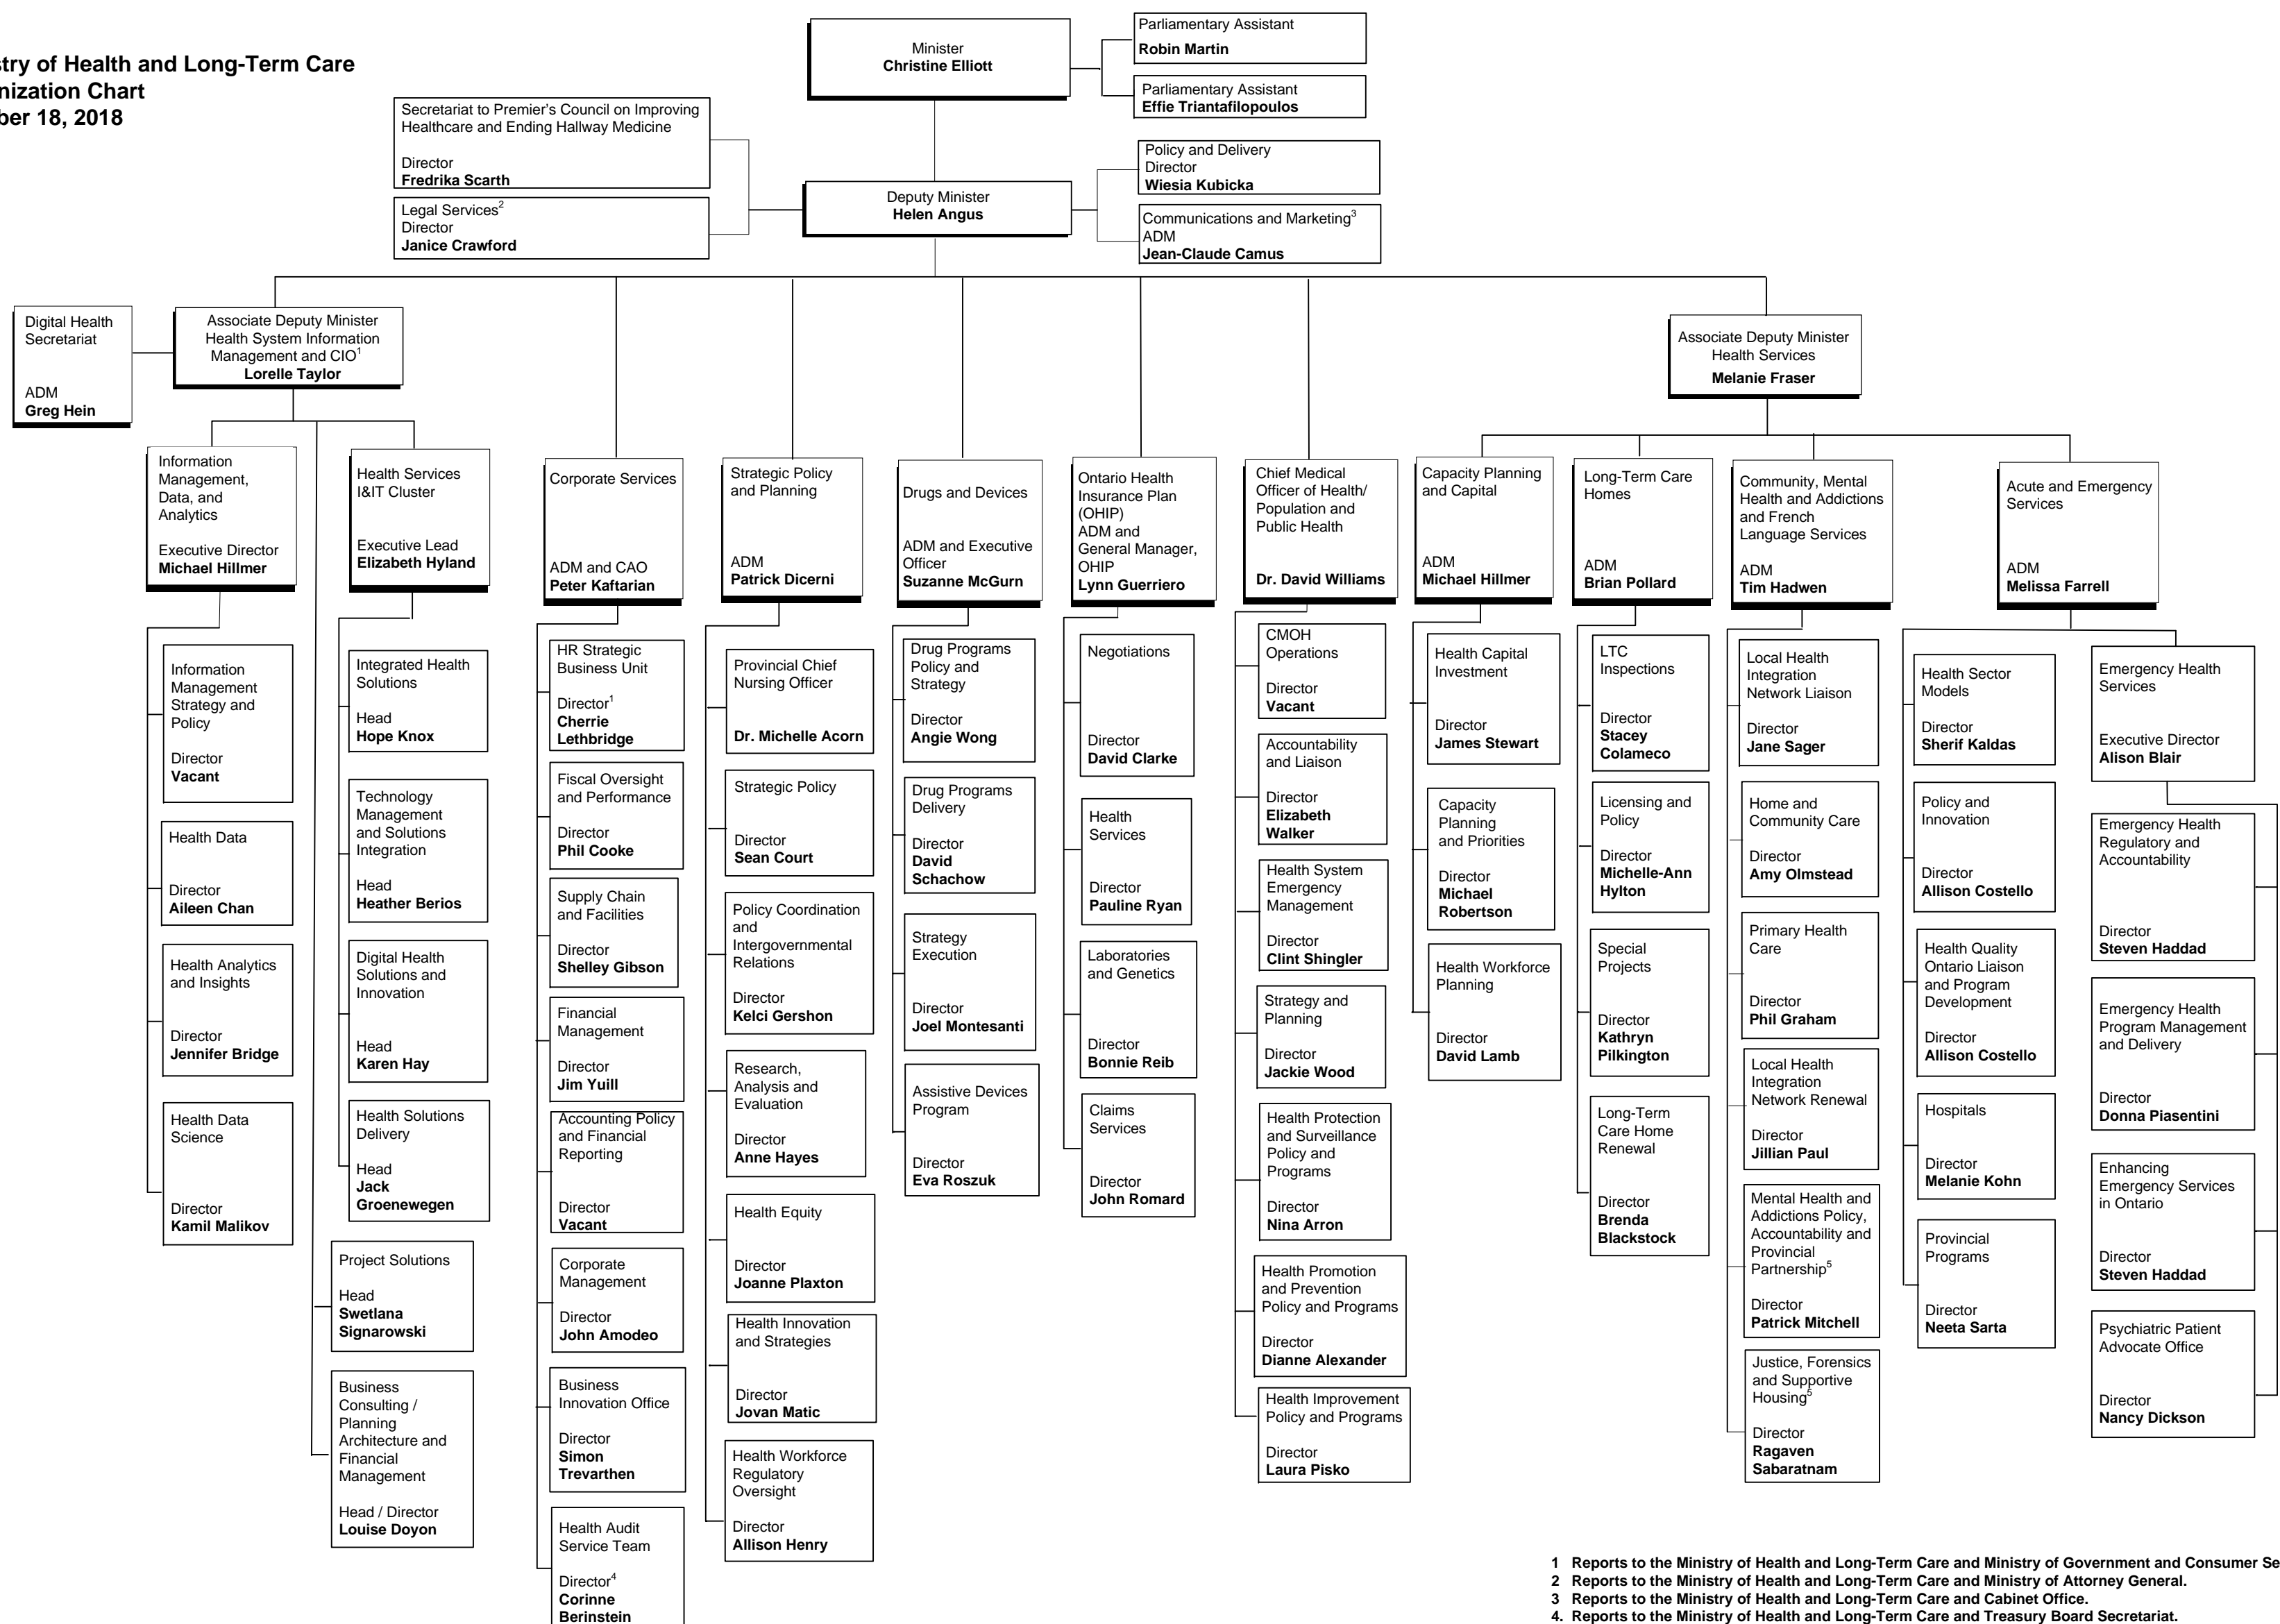 stry of Health and Long-Term Care
nization Chart
ber 18, 2018
Minister
Christine Elliott
Parliamentary Assistant
Robin Martin
Parliamentary Assistant
Effie Triantafilopoulos
Secretariat to Premier's Council on Improving
Healthcare and Ending Hallway Medicine
Director
Fredrika Scarth
Legal Services2
Director
Janice Crawford
Deputy Minister
Helen Angus
Policy and Delivery
Director
Wiesia Kubicka
Communications and Marketing3
ADM
Jean-Claude Camus
Digital Health
Secretariat
ADM
Greg Hein
Associate Deputy Minister
Health System Information
Management and CIO1
Lorelle Taylor
Associate Deputy Minister
Health Services
Melanie Fraser
Information
Management,
Data, and
Analytics
Executive Director
Michael Hillmer
Information
Management
Strategy and
Policy
Director
Vacant
Health Data
Director
Aileen Chan
Health Analytics
and Insights
Director
Jennifer Bridge
Health Data
Science
Director
Kamil Malikov
Health Services
I&IT Cluster
Executive Lead
Elizabeth Hyland
Integrated Health
Solutions
Head
Hope Knox
Technology
Management
and Solutions
Integration
Head
Heather Berios
Digital Health
Solutions and
Innovation
Head
Karen Hay
Health Solutions
Delivery
Head
Jack
Groenewegen
Project Solutions
Head
Swetlana
Signarowski
Business
Consulting /
Planning
Architecture and
Financial
Management
Head / Director
Louise Doyon
Corporate Services
ADM and CAO
Peter Kaftarian
HR Strategic
Business Unit
Director1
Cherrie
Lethbridge
Fiscal Oversight
and Performance
Director
Phil Cooke
Supply Chain
and Facilities
Director
Shelley Gibson
Financial
Management
Director
Jim Yuill
Accounting Policy
and Financial
Reporting
Director
Vacant
Corporate
Management
Director
John Amodeo
Business
Innovation Office
Director
Simon
Trevarthen
Health Audit
Service Team
Director4
Corinne
Berinstein
Strategic Policy
and Planning
ADM
Patrick Dicerni
Provincial Chief
Nursing Officer
Dr. Michelle Acorn
Strategic Policy
Director
Sean Court
Policy Coordination
and
Intergovernmental
Relations
Director
Kelci Gershon
Research,
Analysis and
Evaluation
Director
Anne Hayes
Health Equity
Director
Joanne Plaxton
Health Innovation
and Strategies
Director
Jovan Matic
Health Workforce
Regulatory
Oversight
Director
Allison Henry
Drugs and Devices
ADM and Executive
Officer
Suzanne McGurn
Drug Programs
Policy and
Strategy
Director
Angie Wong
Drug Programs
Delivery
Director
David
Schachow
Strategy
Execution
Director
Joel Montesanti
Assistive Devices
Program
Director
Eva Roszuk
Ontario Health
Insurance Plan
(OHIP)
ADM and
General Manager,
OHIP
Lynn Guerriero
Negotiations
Director
David Clarke
Health
Services
Director
Pauline Ryan
Laboratories
and Genetics
Director
Bonnie Reib
Claims
Services
Director
John Romard
Chief Medical
Officer of Health/
Population and
Public Health
Dr. David Williams
CMOH
Operations
Director
Vacant
Accountability
and Liaison
Director
Elizabeth
Walker
Health System
Emergency
Management
Director
Clint Shingler
Strategy and
Planning
Director
Jackie Wood
Health Protection
and Surveillance
Policy and
Programs
Director
Nina Arron
Health Promotion
and Prevention
Policy and Programs
Director
Dianne Alexander
Health Improvement
Policy and Programs
Director
Laura Pisko
Capacity Planning
and Capital
ADM
Michael Hillmer
Health Capital
Investment
Director
James Stewart
Capacity
Planning
and Priorities
Director
Michael
Robertson
Health Workforce
Planning
Director
David Lamb
Long-Term Care
Homes
ADM
Brian Pollard
LTC
Inspections
Director
Stacey
Colameco
Licensing and
Policy
Director
Michelle-Ann
Hylton
Special
Projects
Director
Kathryn
Pilkington
Long-Term
Care Home
Renewal
Director
Brenda
Blackstock
Community, Mental
Health and Addictions
and French
Language Services
ADM
Tim Hadwen
Local Health
Integration
Network Liaison
Director
Jane Sager
Home and
Community Care
Director
Amy Olmstead
Primary Health
Care
Director
Phil Graham
Local Health
Integration
Network Renewal
Director
Jillian Paul
Mental Health and
Addictions Policy,
Accountability and
Provincial
Partnership5
Director
Patrick Mitchell
Justice, Forensics
and Supportive
Housing5
Director
Ragaven
Sabaratnam
Acute and Emergency
Services
ADM
Melissa Farrell
Health Sector
Models
Director
Sherif Kaldas
Policy and
Innovation
Director
Allison Costello
Health Quality
Ontario Liaison
and Program
Development
Director
Allison Costello
Hospitals
Director
Melanie Kohn
Provincial
Programs
Director
Neeta Sarta
Emergency Health
Services
Executive Director
Alison Blair
Emergency Health
Regulatory and
Accountability
Director
Steven Haddad
Emergency Health
Program Management
and Delivery
Director
Donna Piasentini
Enhancing
Emergency Services
in Ontario
Director
Steven Haddad
Psychiatric Patient
Advocate Office
Director
Nancy Dickson
1 Reports to the Ministry of Health and Long-Term Care and Ministry of Government and Consumer Se
2 Reports to the Ministry of Health and Long-Term Care and Ministry of Attorney General.
3 Reports to the Ministry of Health and Long-Term Care and Cabinet Office.
4. Reports to the Ministry of Health and Long-Term Care and Treasury Board Secretariat.